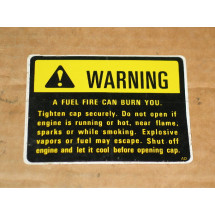 WARNING
A FUEL FIRE CAN BURN YOU.
Tighten cap securely. Do not open if
engine is running or hot, near flame,
sparks or while smoking. Explosive
vapors or fuel may escape. Shut off
engine and let it cool before opening cap.